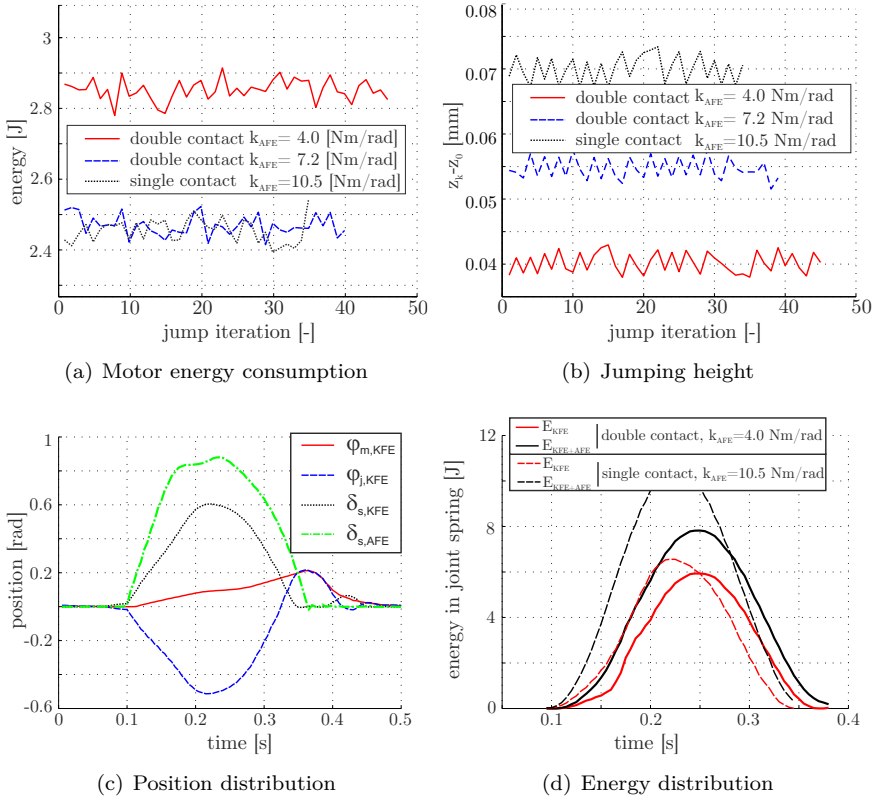 3
2.8
2.6
2.4
energy [J]
double contact k_AFE= 4.0 [Nm/rad]
double contact k_AFE= 7.2 [Nm/rad]
single contact k_AFE=10.5 [Nm/rad]
0 10 20 30 40 50
jump iteration [-]
(a) Motor energy consumption
0.08
0.07
0.06
0.05
0.04
z_k-z_0 [mm]
double contact k_AFE= 4.0 Nm/rad
double contact k_AFE= 7.2 Nm/rad
single contact k_AFE=10.5 Nm/rad
0 10 20 30 40 50
jump iteration [-]
(b) Jumping height
1
0.6
0.2
-0.2
-0.6
position [rad]
φ_m,KFE
φ_j,KFE
δ_s,KFE
δ_s,AFE
0 0.1 0.2 0.3 0.4 0.5
time [s]
(c) Position distribution
12
8
4
0
energy in joint spring [J]
E_KFE
E_KFE+AFE
double contact, k_AFE=4.0 Nm/rad
E_KFE
E_KFE+AFE
single contact, k_AFE=10.5 Nm/rad
0.1 0.2 0.3 0.4
time [s]
(d) Energy distribution